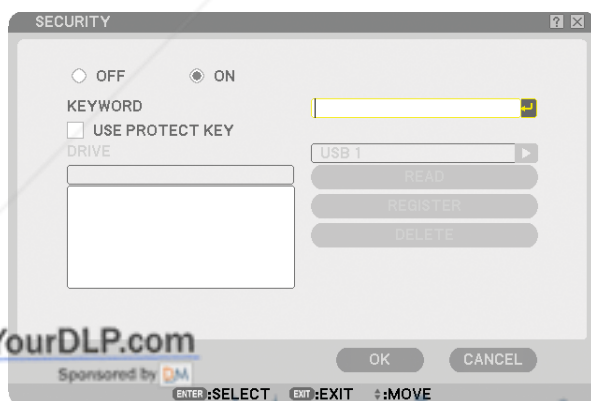 SECURITY
OFF ON
KEYWORD
USE PROTECT KEY
DRIVE USB 1
READ
REGISTER
DELETE
YourDLP.com
Sponsored by DM
OK CANCEL
ENTER:SELECT EXIT:EXIT :MOVE